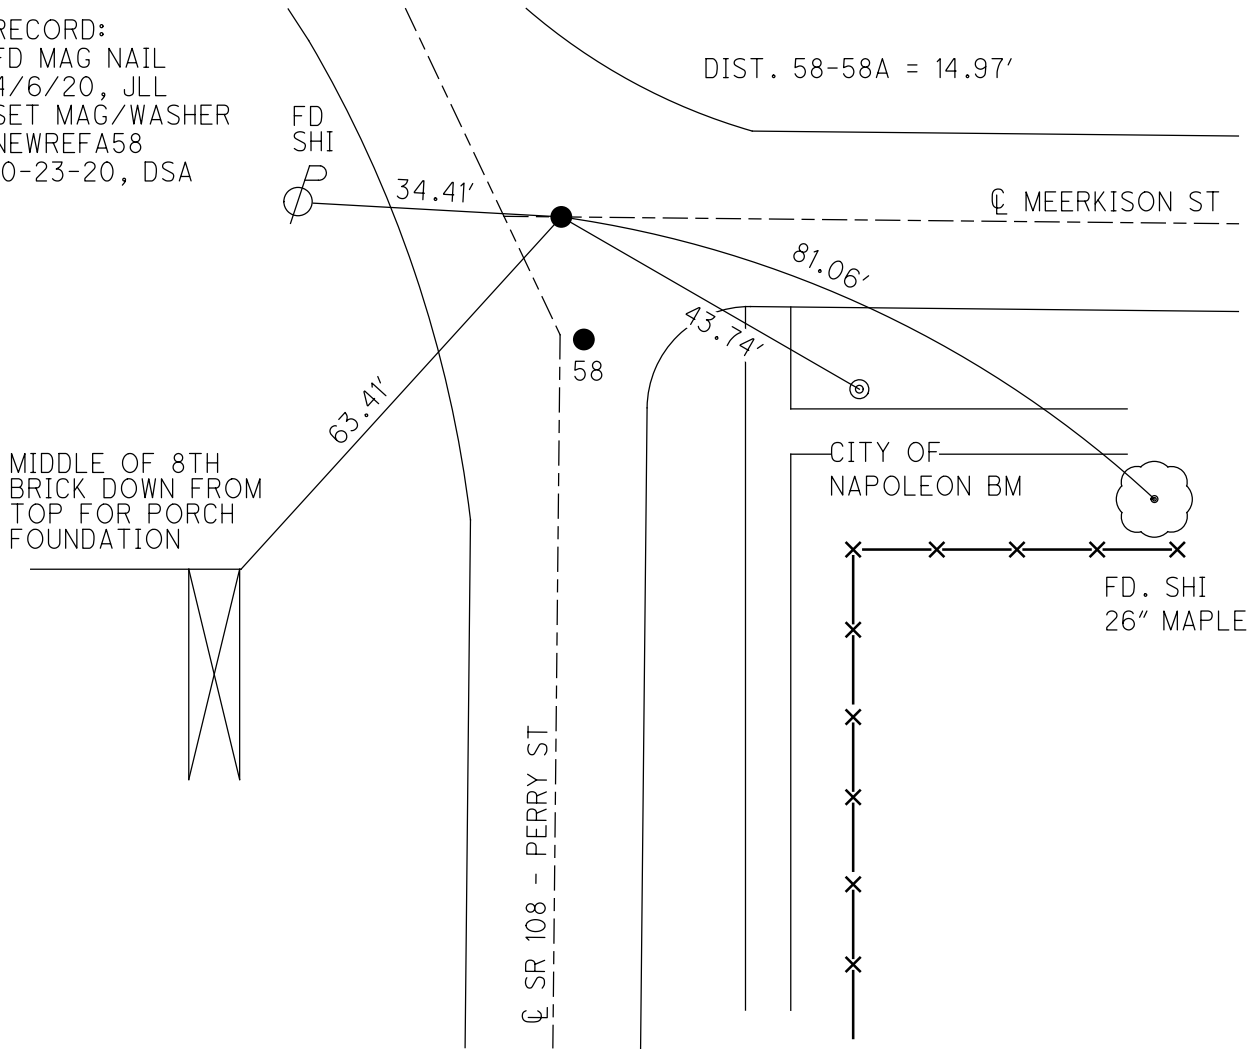 RECORD:
FD MAG NAIL
4/6/20, JLL
SET MAG/WASHER
NEWREFA58
0-23-20, DSA
DIST. 58-58A = 14.97'
FD
SHI
P
34.41'
℄ MEERKISON ST
81.06'
43.74'
58
63.41'
MIDDLE OF 8TH
BRICK DOWN FROM
TOP FOR PORCH
FOUNDATION
CITY OF
NAPOLEON BM
FD. SHI
26" MAPLE
℄ SR 108 - PERRY ST